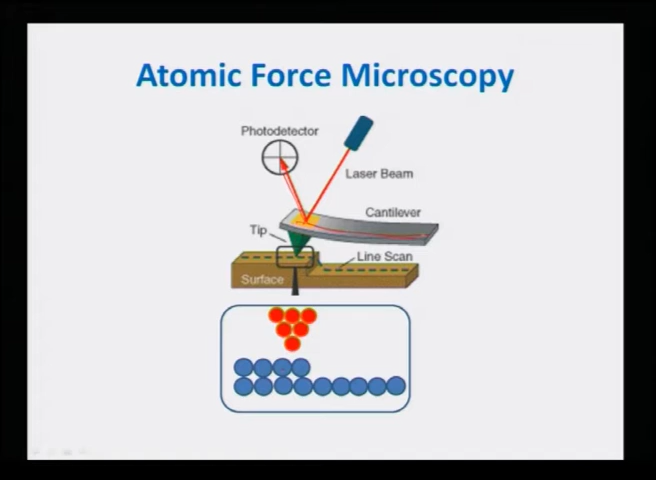 Atomic Force Microscopy
Photodetector
Laser Beam
Cantilever
Tip
Line Scan
Surface